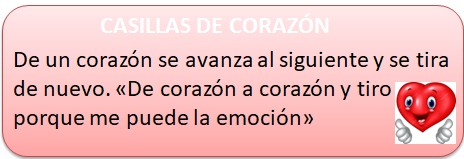 CASILLAS DE CORAZÓN
De un corazón se avanza al siguiente y se tira
de nuevo. «De corazón a corazón y tiro
porque me puede la emoción»